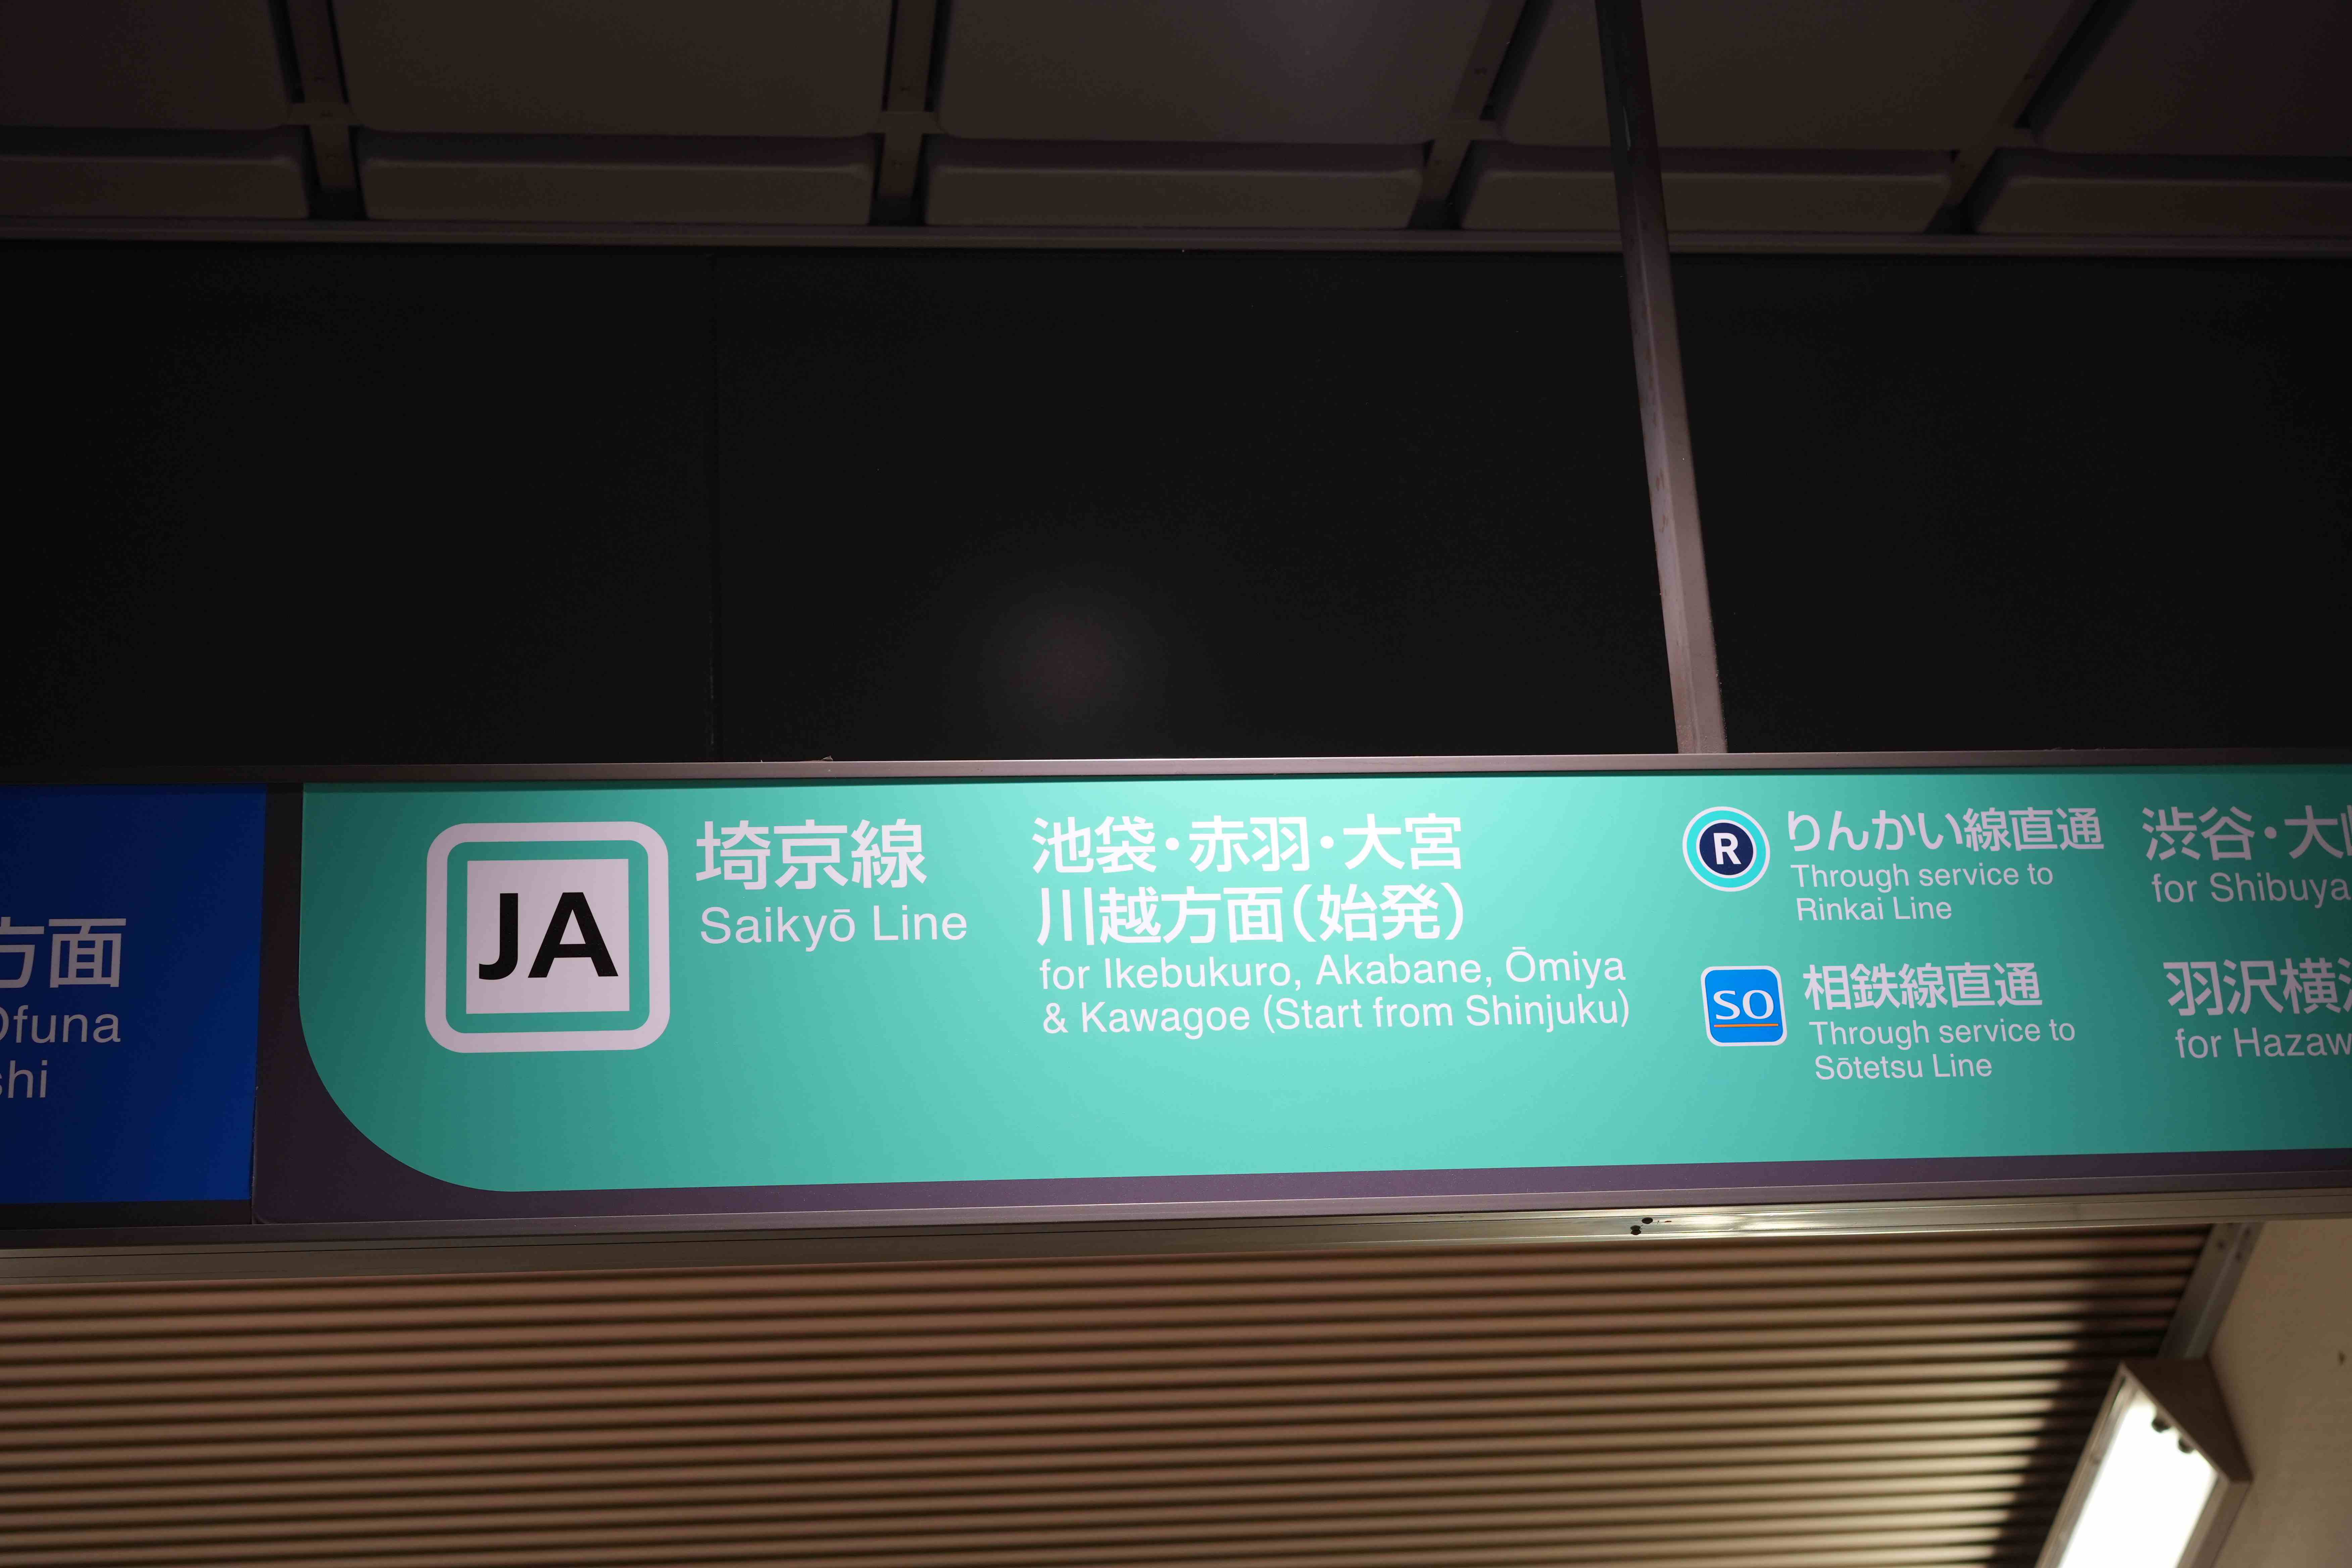 方面
Ofuna
shi
JA
埼京線
Saikyō Line
池袋・赤羽・大宮
川越方面(始発)
for Ikebukuro, Akabane, Ōmiya
& Kawagoe (Start from Shinjuku)
R
りんかい線直通
Through service to
Rinkai Line
渋谷・大
for Shibuya
SO
相鉄線直通
Through service to
Sōtetsu Line
羽沢横
for Hazaw